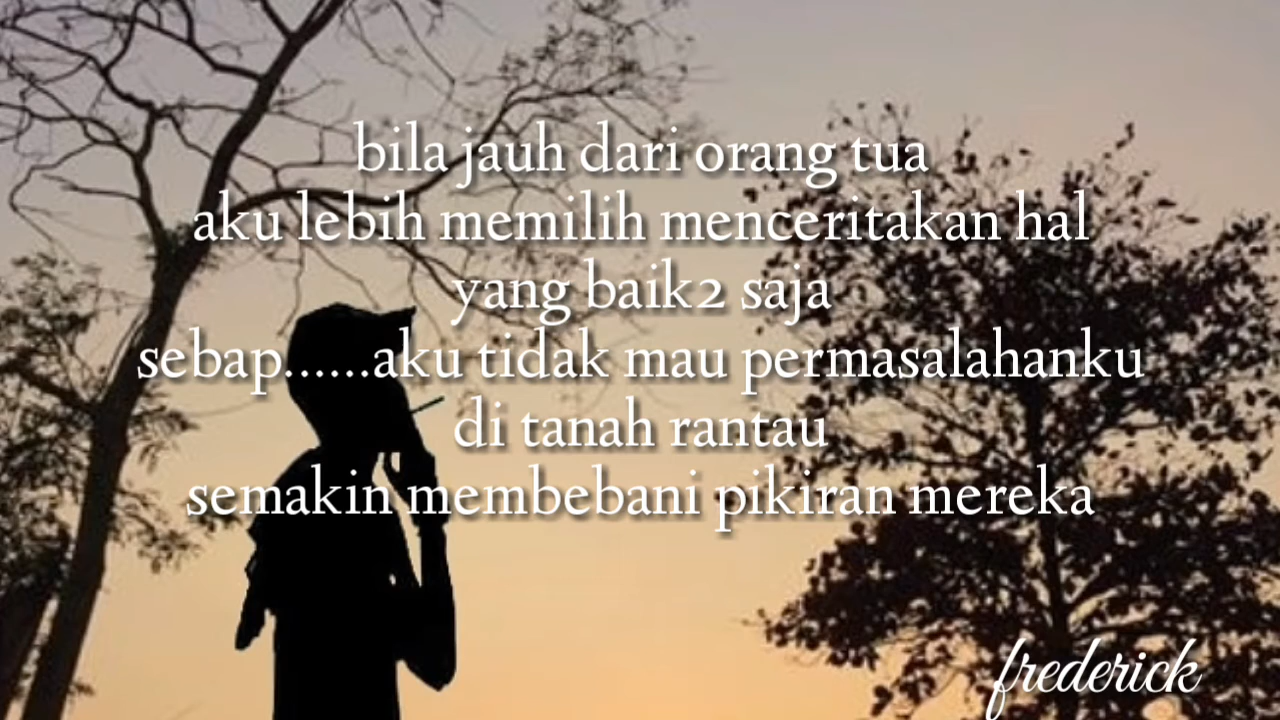 bila jauh dari orang tua
aku lebih memilih menceritakan hal
yang baik2 saja
sebap......aku tidak mau permasalahanku
di tanah rantau
semakin membebani pikiran mereka
frederick